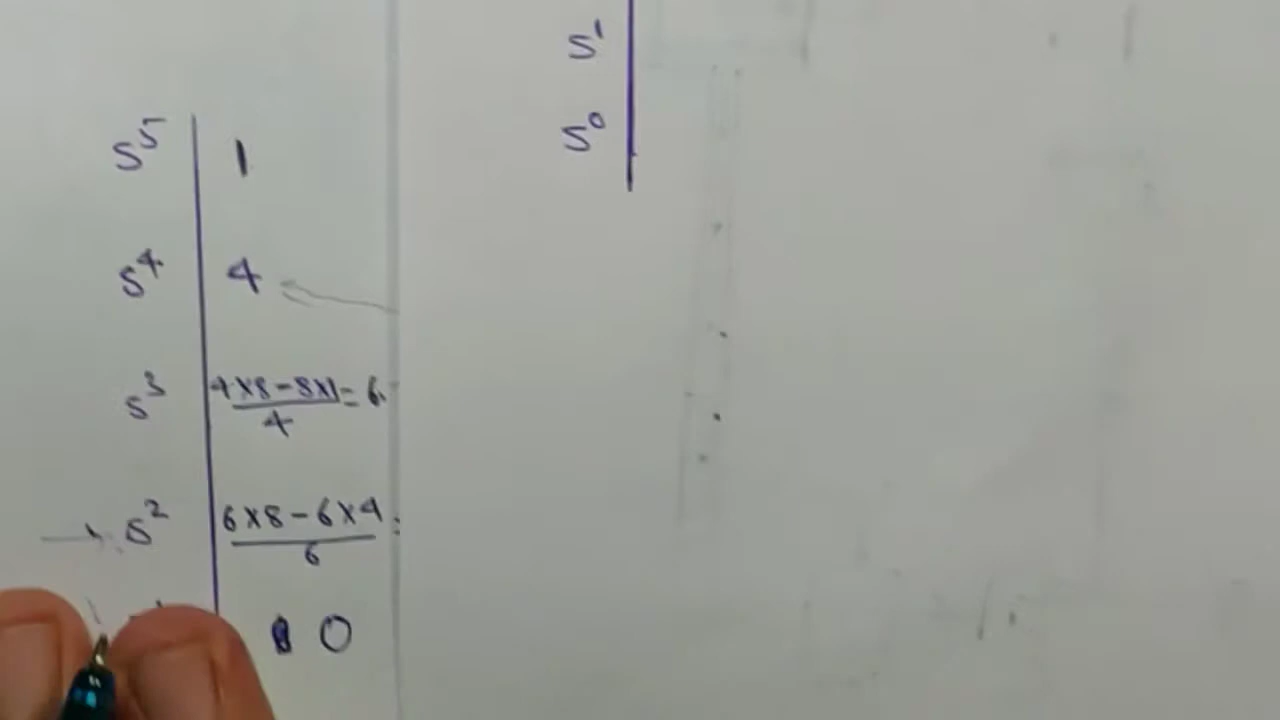 S¹
S⁰
S⁵ | 1
S⁴ | 4
S³ | (4×8-8×1)/4 = 6
S² | (6×8-6×4)/6 =
0